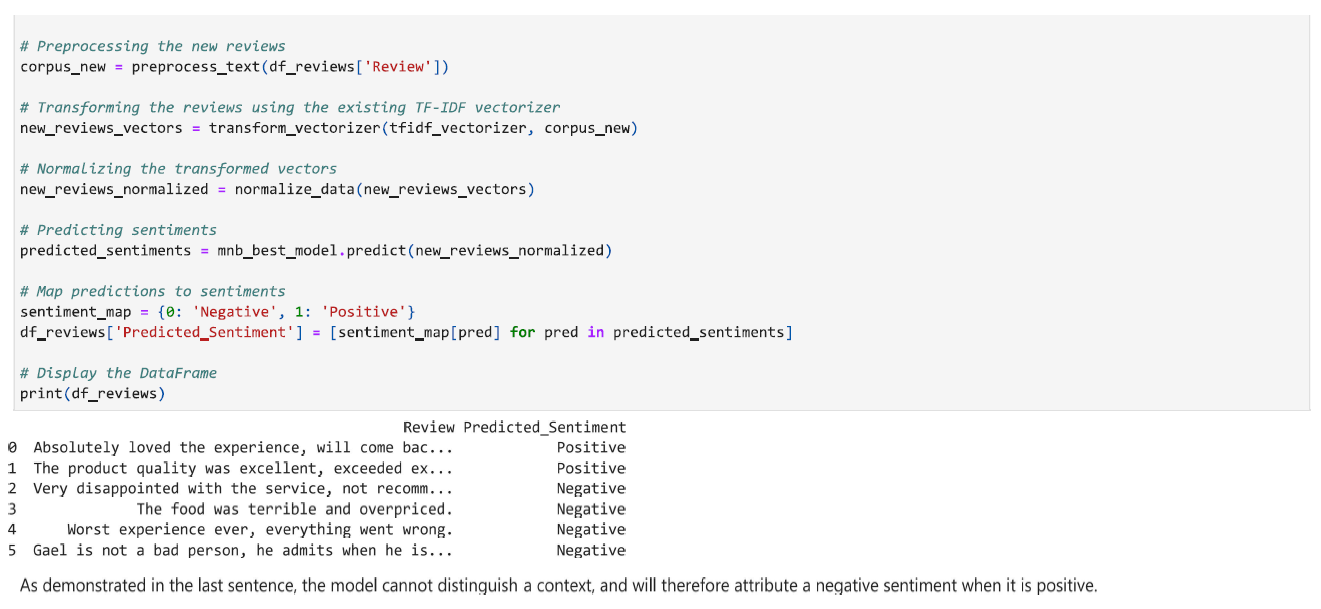 # Preprocessing the new reviews
corpus_new = preprocess_text(df_reviews['Review'])
# Transforming the reviews using the existing TF-IDF vectorizer
new_reviews_vectors = transform_vectorizer(tfidf_vectorizer, corpus_new)
# Normalizing the transformed vectors
new_reviews_normalized = normalize_data(new_reviews_vectors)
# Predicting sentiments
predicted_sentiments = mnb_best_model.predict(new_reviews_normalized)
# Map predictions to sentiments
sentiment_map = {0: 'Negative', 1: 'Positive'}
df_reviews['Predicted_Sentiment'] = [sentiment_map[pred] for pred in predicted_sentiments]
# Display the DataFrame
print(df_reviews)
Review Predicted_Sentiment
0 Absolutely loved the experience, will come bac... Positive
1 The product quality was excellent, exceeded ex... Positive
2 Very disappointed with the service, not recomm... Negative
3 The food was terrible and overpriced. Negative
4 Worst experience ever, everything went wrong. Negative
5 Gael is not a bad person, he admits when he is... Negative
As demonstrated in the last sentence, the model cannot distinguish a context, and will therefore attribute a negative sentiment when it is positive.